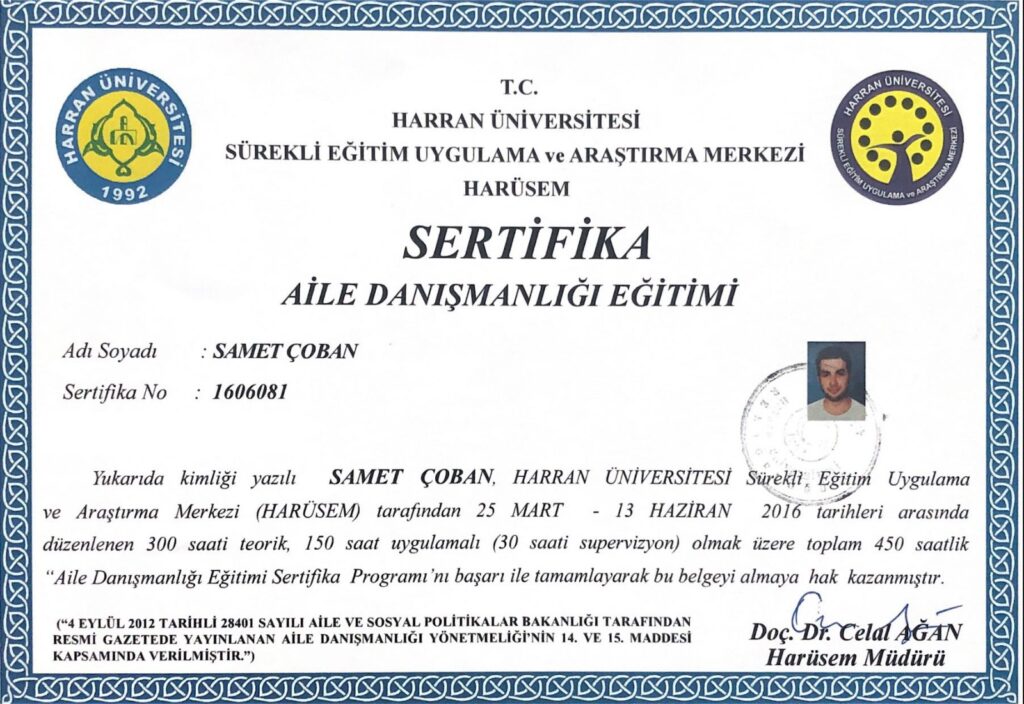 HARRAN ÜNİVERSİTESİ
1992
HARRAN ÜNİVERSİTESİ
SÜREKLİ EĞİTİM UYGULAMA ve ARAŞTIRMA MERKEZİ
T.C.
HARRAN ÜNİVERSİTESİ
SÜREKLİ EĞİTİM UYGULAMA ve ARAŞTIRMA MERKEZİ
HARÜSEM
SERTİFİKA
AİLE DANIŞMANLIĞI EĞİTİMİ
Adı Soyadı : SAMET ÇOBAN
Sertifika No : 1606081
Yukarıda kimliği yazılı SAMET ÇOBAN, HARRAN ÜNİVERSİTESİ Sürekli Eğitim Uygulama
ve Araştırma Merkezi (HARÜSEM) tarafından 25 MART - 13 HAZİRAN 2016 tarihleri arasında
düzenlenen 300 saati teorik, 150 saat uygulamalı (30 saati supervizyon) olmak üzere toplam 450 saatlik
“Aile Danışmanlığı Eğitimi Sertifika Programı’nı başarı ile tamamlayarak bu belgeyi almaya hak kazanmıştır.
(“4 EYLÜL 2012 TARİHLİ 28401 SAYILI AİLE VE SOSYAL POLİTİKALAR BAKANLIĞI TARAFINDAN
RESMİ GAZETEDE YAYINLANAN AİLE DANIŞMANLIĞI YÖNETMELİĞİ’NİN 14. VE 15. MADDESİ
KAPSAMINDA VERİLMİŞTİR.”)
Doç. Dr. Celal AĞAN
Harüsem Müdürü